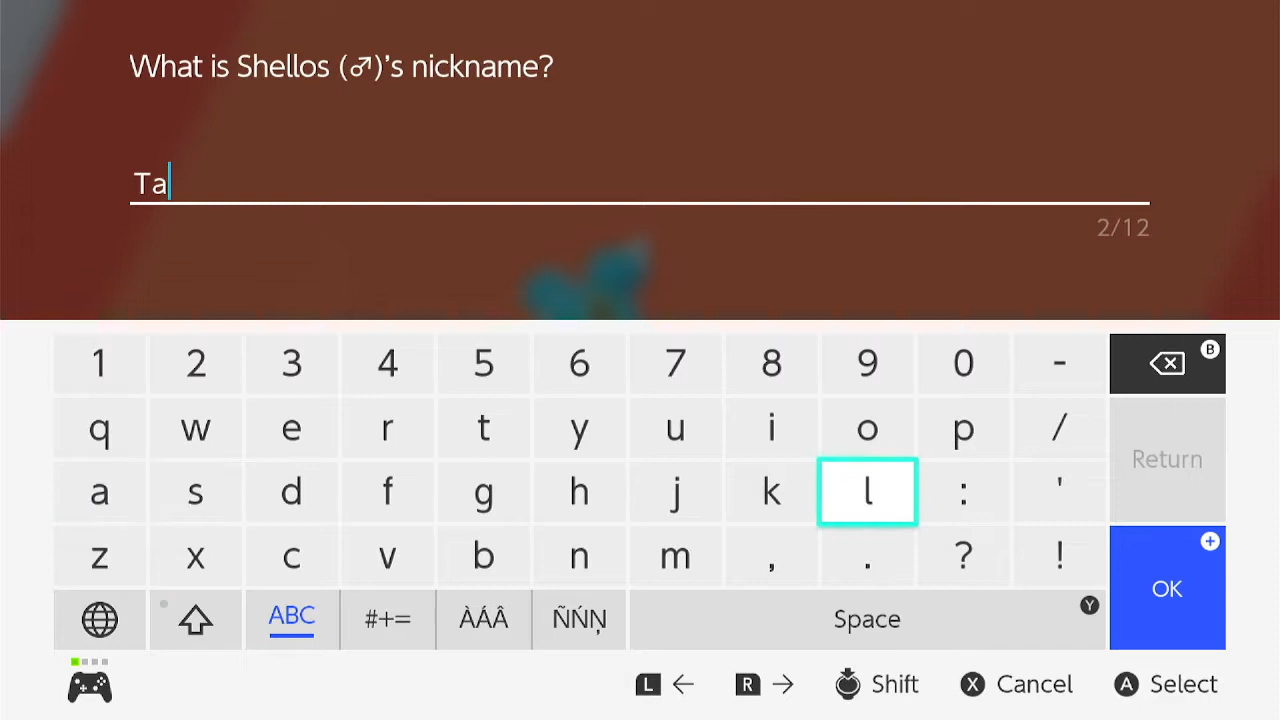 What is Shellos (♂)'s nickname?
Ta
2/12
1 2 3 4 5 6 7 8 9 0 - B
q w e r t y u i o p / Return
a s d f g h j k l : '
z x c v b n m , . ? ! + OK
ABC #+= ÀÁÂ ÑŃŅ Space Y
L ← R → Shift X Cancel A Select